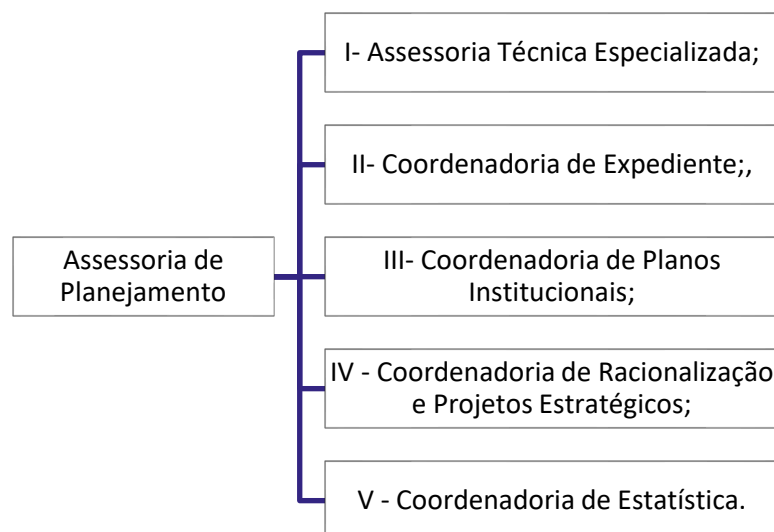 I- Assessoria Técnica Especializada;
II- Coordenadoria de Expediente;,
Assessoria de
Planejamento
III- Coordenadoria de Planos
Institucionais;
IV - Coordenadoria de Racionalização
e Projetos Estratégicos;
V - Coordenadoria de Estatística.